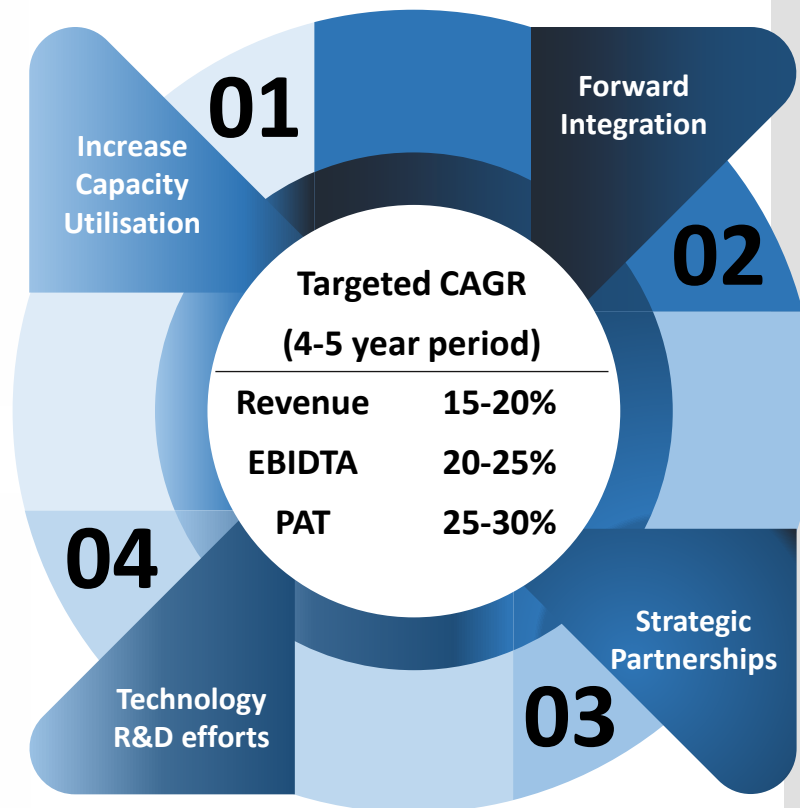 01
Increase
Capacity
Utilisation
Forward
Integration
02
Targeted CAGR
(4-5 year period)
Revenue 15-20%
EBIDTA 20-25%
PAT 25-30%
Strategic
Partnerships
03
04
Technology
R&D efforts